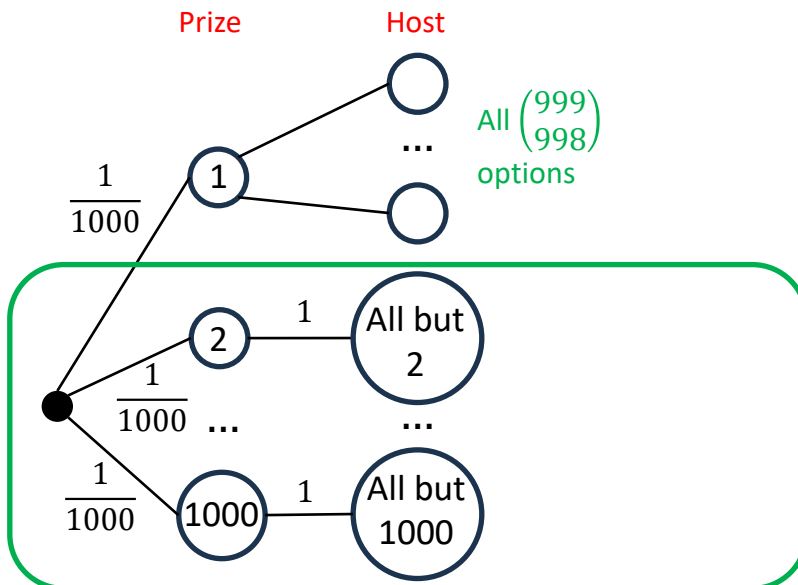 Prize Host
All (999 998)
options
...
1
1/1000
2 1 All but
2
1/1000
... ...
1/1000
1000 1 All but
1000